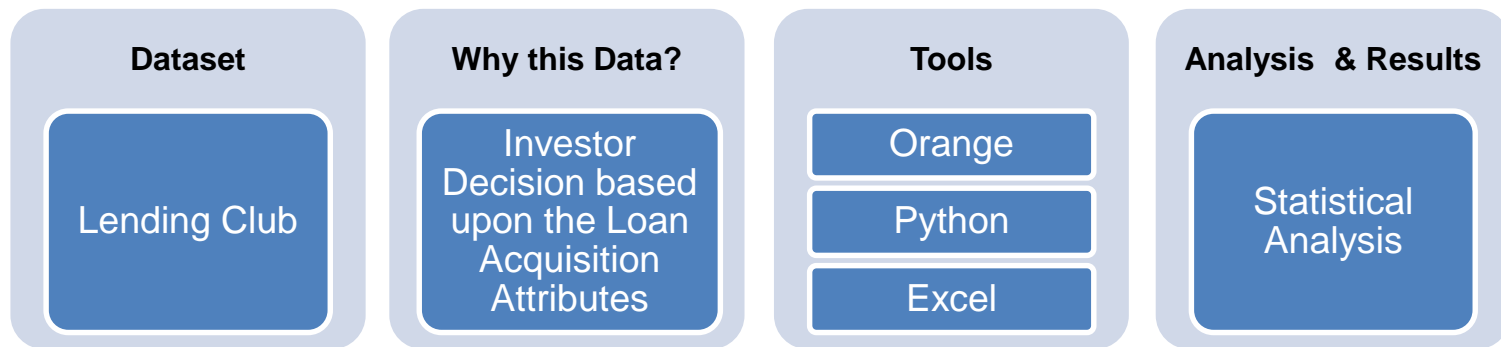 Dataset
Lending Club
Why this Data?
Investor
Decision based
upon the Loan
Acquisition
Attributes
Tools
Orange
Python
Excel
Analysis & Results
Statistical
Analysis